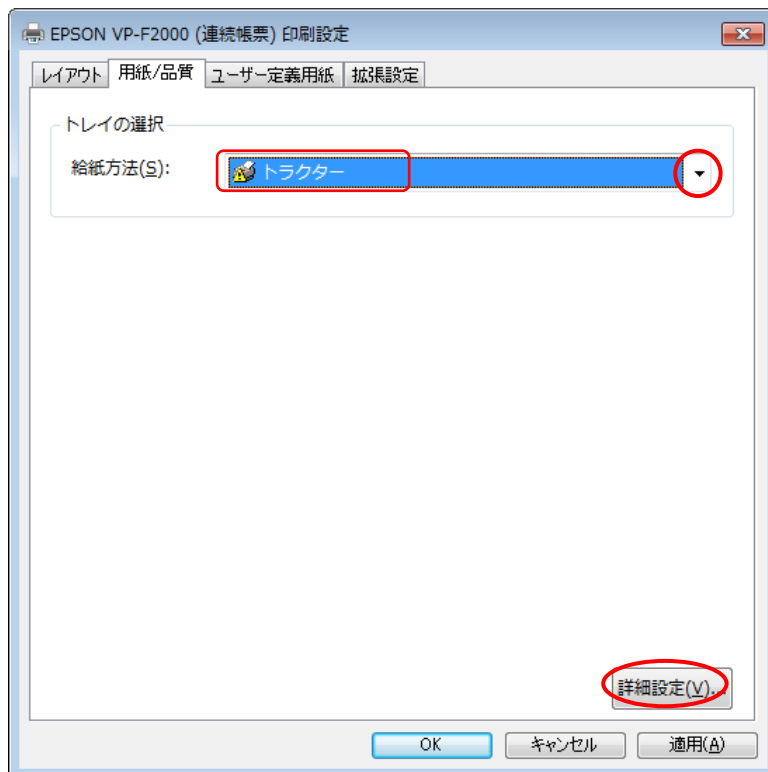 EPSON VP-F2000 (連続帳票) 印刷設定
レイアウト 用紙/品質 ユーザー定義用紙 拡張設定
トレイの選択
給紙方法(S): トラクター
詳細設定(V)...
OK キャンセル 適用(A)